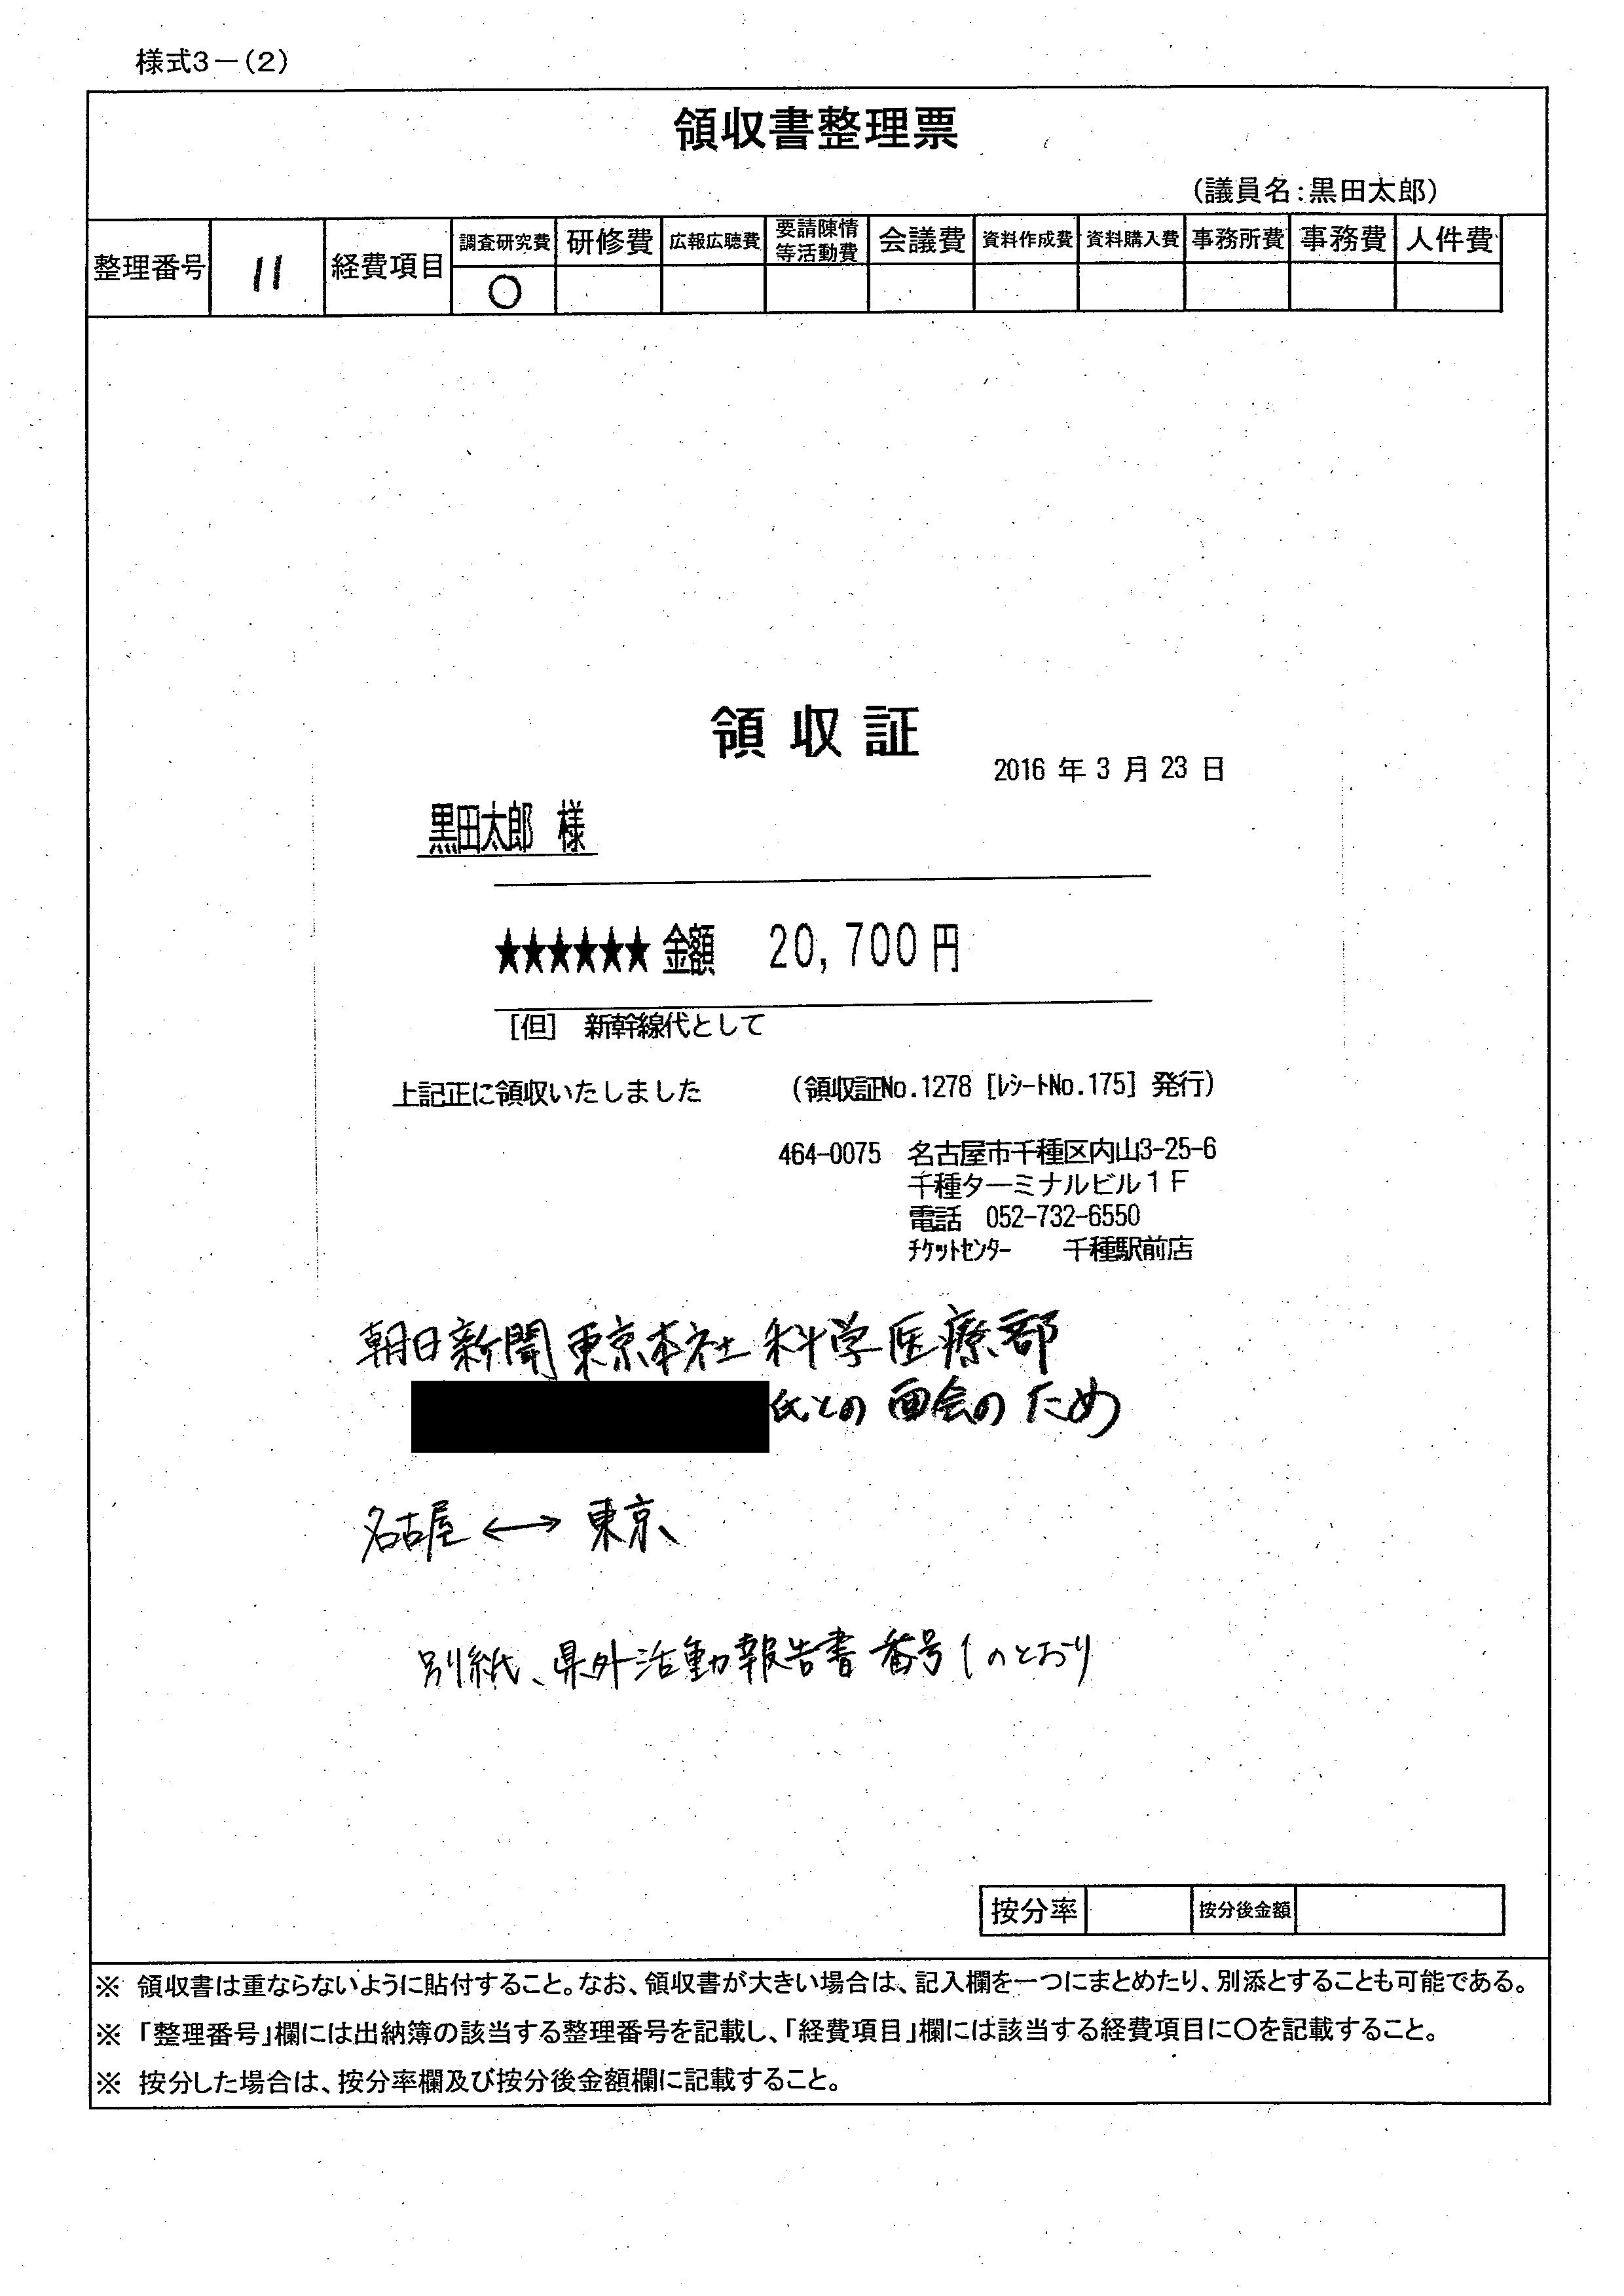 様式3－(2)
領収書整理票
(議員名:黒田太郎)
整理番号 11 経費項目 調査研究費 研修費 広報広聴費 要請陳情等活動費 会議費 資料作成費 資料購入費 事務所費 事務費 人件費
○
領収証
2016 年 3 月 23 日
黒田太郎 様
★★★★★★ 金額 20,700円
[但] 新幹線代として
上記正に領収いたしました (領収証No.1278 [ﾚｼｰﾄNo.175] 発行)
464-0075 名古屋市千種区内山3-25-6
千種ターミナルビル1F
電話 052-732-6550
ﾁｹｯﾄｾﾝﾀｰ 千種駅前店
朝日新聞東京本社 科学医療部
氏との面会のため
名古屋 ←→ 東京、
別紙、県外活動報告書 番号1のとおり
按分率 按分後金額
※ 領収書は重ならないように貼付すること。なお、領収書が大きい場合は、記入欄を一つにまとめたり、別添とすることも可能である。
※ 「整理番号」欄には出納簿の該当する整理番号を記載し、「経費項目」欄には該当する経費項目に○を記載すること。
※ 按分した場合は、按分率欄及び按分後金額欄に記載すること。